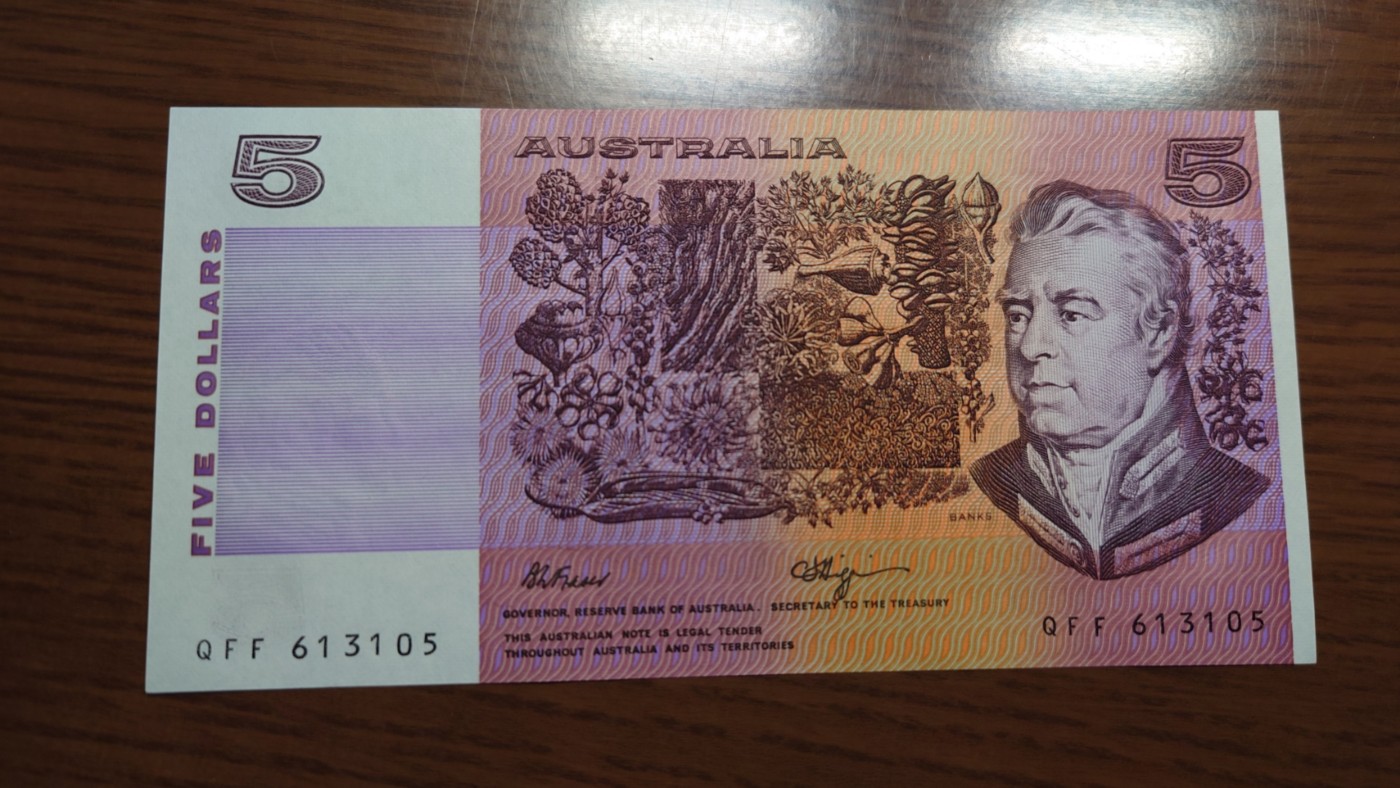 5
AUSTRALIA
5
FIVE DOLLARS
BANKS
GOVERNOR, RESERVE BANK OF AUSTRALIA. SECRETARY TO THE TREASURY
THIS AUSTRALIAN NOTE IS LEGAL TENDER
THROUGHOUT AUSTRALIA AND ITS TERRITORIES
QFF 613105
QFF 613105